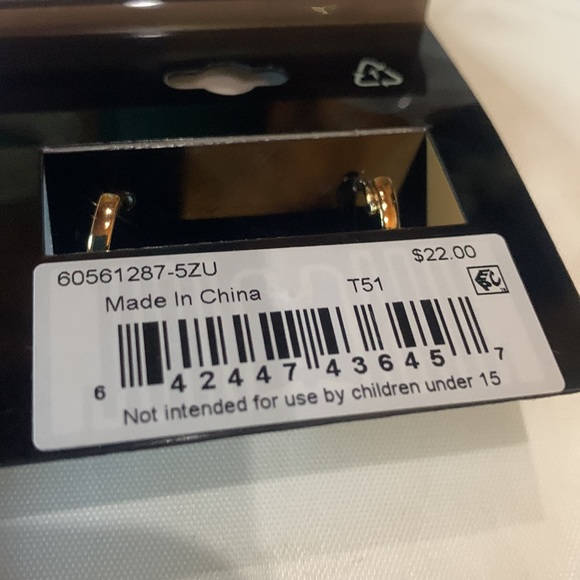 60561287-5ZU
$22.00
Made In China
T51
6 42447 43645 7
Not intended for use by children under 15